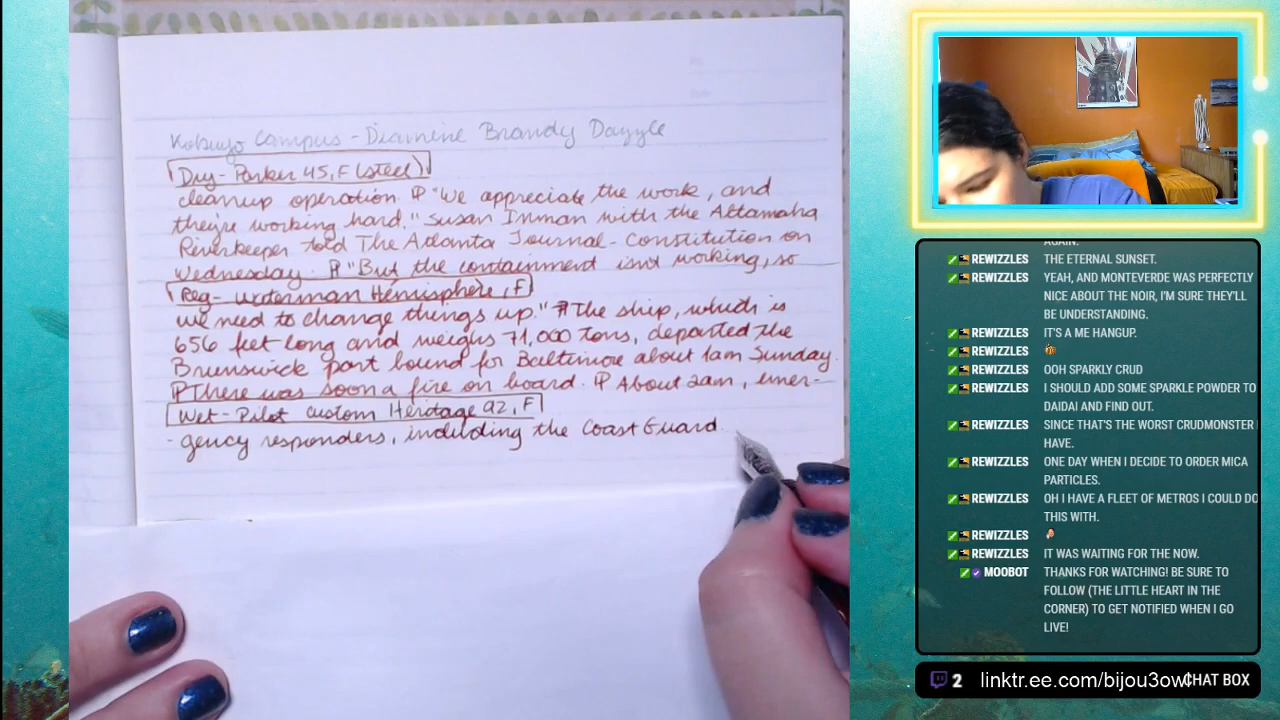 Kokuyo Campus - Diamine Brandy Dazzle
Dry - Parker 45, F (steel)
cleanup operation. ¶ "We appreciate the work, and
they're working hard." Susan Inman with the Altamaha
Riverkeeper told The Atlanta Journal-Constitution on
Wednesday. ¶ "But the containment isn't working, so
Reg - Waterman Hémisphère, F
we need to change things up." ¶ The ship, which is
656 feet long and weighs 71,000 tons, departed the
Brunswick port bound for Baltimore about 1am Sunday.
¶ There was soon a fire on board. ¶ About 2am, emer-
Wet - Pilot Custom Heritage 92, F
- gency responders, including the Coast Guard
AGAIN.
REWIZZLES THE ETERNAL SUNSET.
REWIZZLES YEAH, AND MONTEVERDE WAS PERFECTLY
NICE ABOUT THE NOIR, I'M SURE THEY'LL
BE UNDERSTANDING.
REWIZZLES IT'S A ME HANGUP.
REWIZZLES
REWIZZLES OOH SPARKLY CRUD
REWIZZLES I SHOULD ADD SOME SPARKLE POWDER TO
DAIDAI AND FIND OUT.
REWIZZLES SINCE THAT'S THE WORST CRUDMONSTER I
HAVE.
REWIZZLES ONE DAY WHEN I DECIDE TO ORDER MICA
PARTICLES.
REWIZZLES OH I HAVE A FLEET OF METROS I COULD DO
THIS WITH.
REWIZZLES
REWIZZLES IT WAS WAITING FOR THE NOW.
MOOBOT THANKS FOR WATCHING! BE SURE TO
FOLLOW (THE LITTLE HEART IN THE
CORNER) TO GET NOTIFIED WHEN I GO
LIVE!
2 linktr.ee.com/bijou3owl CHAT BOX